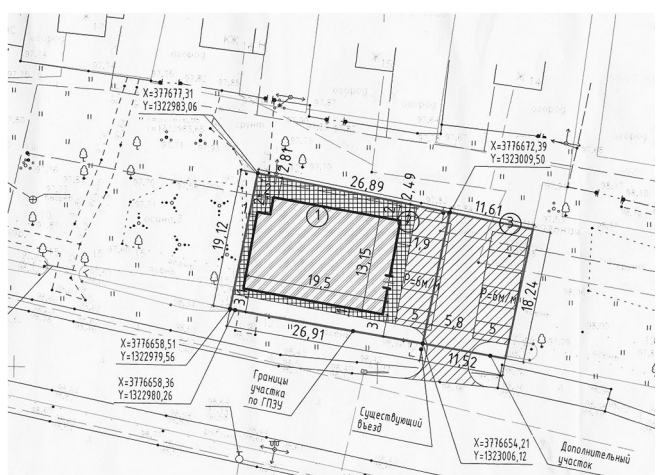 X=377677,31
Y=1322983,06
X=3776672,39
Y=1323009,50
2,81
26,89
2,49
11,61
1
3
19,12
1,9
13,15
19,5
P=6м/м
P=6м/м
18,24
3
3
5
5,8
5
26,91
11,52
X=3776658,51
Y=1322979,56
X=3776658,36
Y=1322980,26
Границы
участка
по ГПЗУ
Существующий
въезд
X=3776654,21
Y=1323006,12
Дополнительный
участок